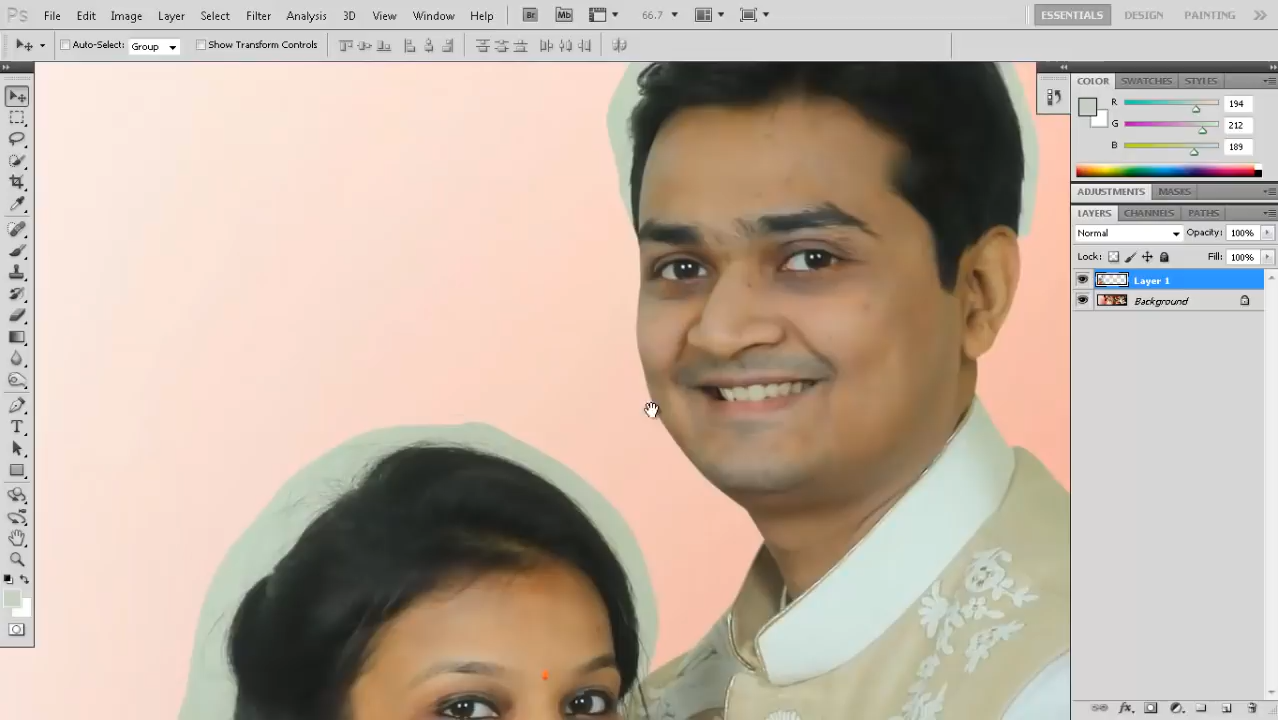 Ps File Edit Image Layer Select Filter Analysis 3D View Window Help Br Mb 66.7 ESSENTIALS DESIGN PAINTING
Auto-Select: Group Show Transform Controls
COLOR SWATCHES STYLES
R 194
G 212
B 189
ADJUSTMENTS MASKS
LAYERS CHANNELS PATHS
Normal Opacity: 100%
Lock: Fill: 100%
Layer 1
Background
T
fx